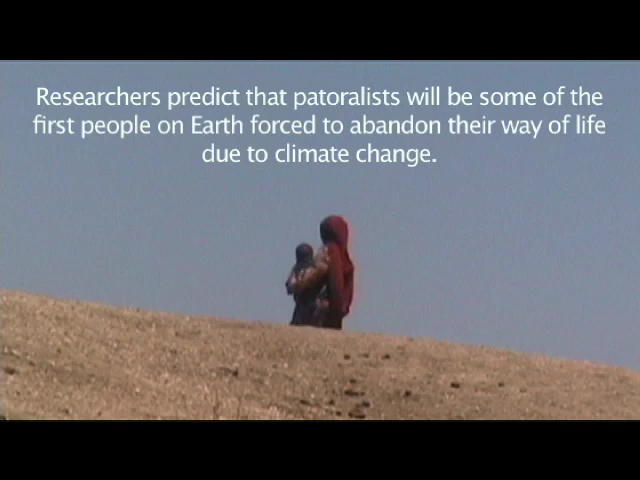 Researchers predict that patoralists will be some of the
first people on Earth forced to abandon their way of life
due to climate change.